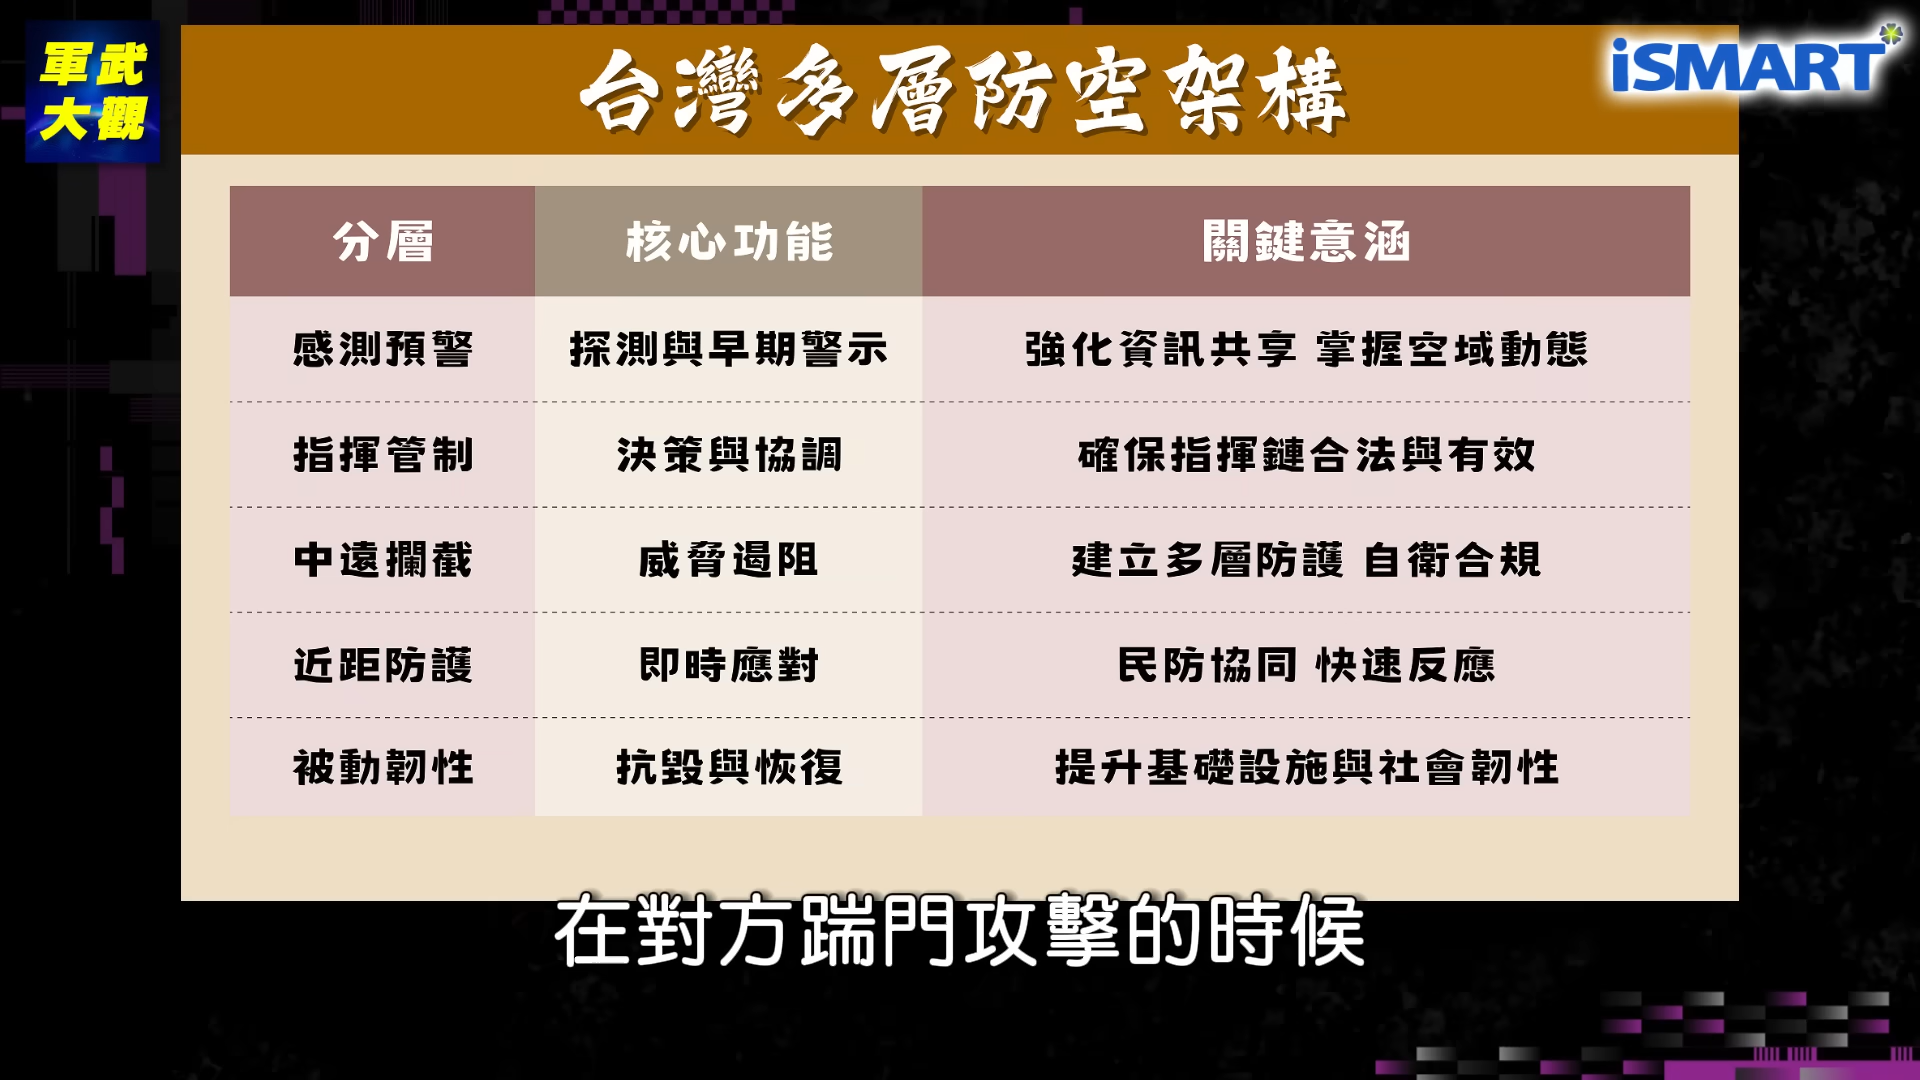 軍武
大觀
台灣多層防空架構
iSMART
分層 核心功能 關鍵意涵
感測預警 探測與早期警示 強化資訊共享 掌握空域動態
指揮管制 決策與協調 確保指揮鏈合法與有效
中遠攔截 威脅遏阻 建立多層防護 自衛合規
近距防護 即時應對 民防協同 快速反應
被動韌性 抗毀與恢復 提升基礎設施與社會韌性
在對方踹門攻擊的時候